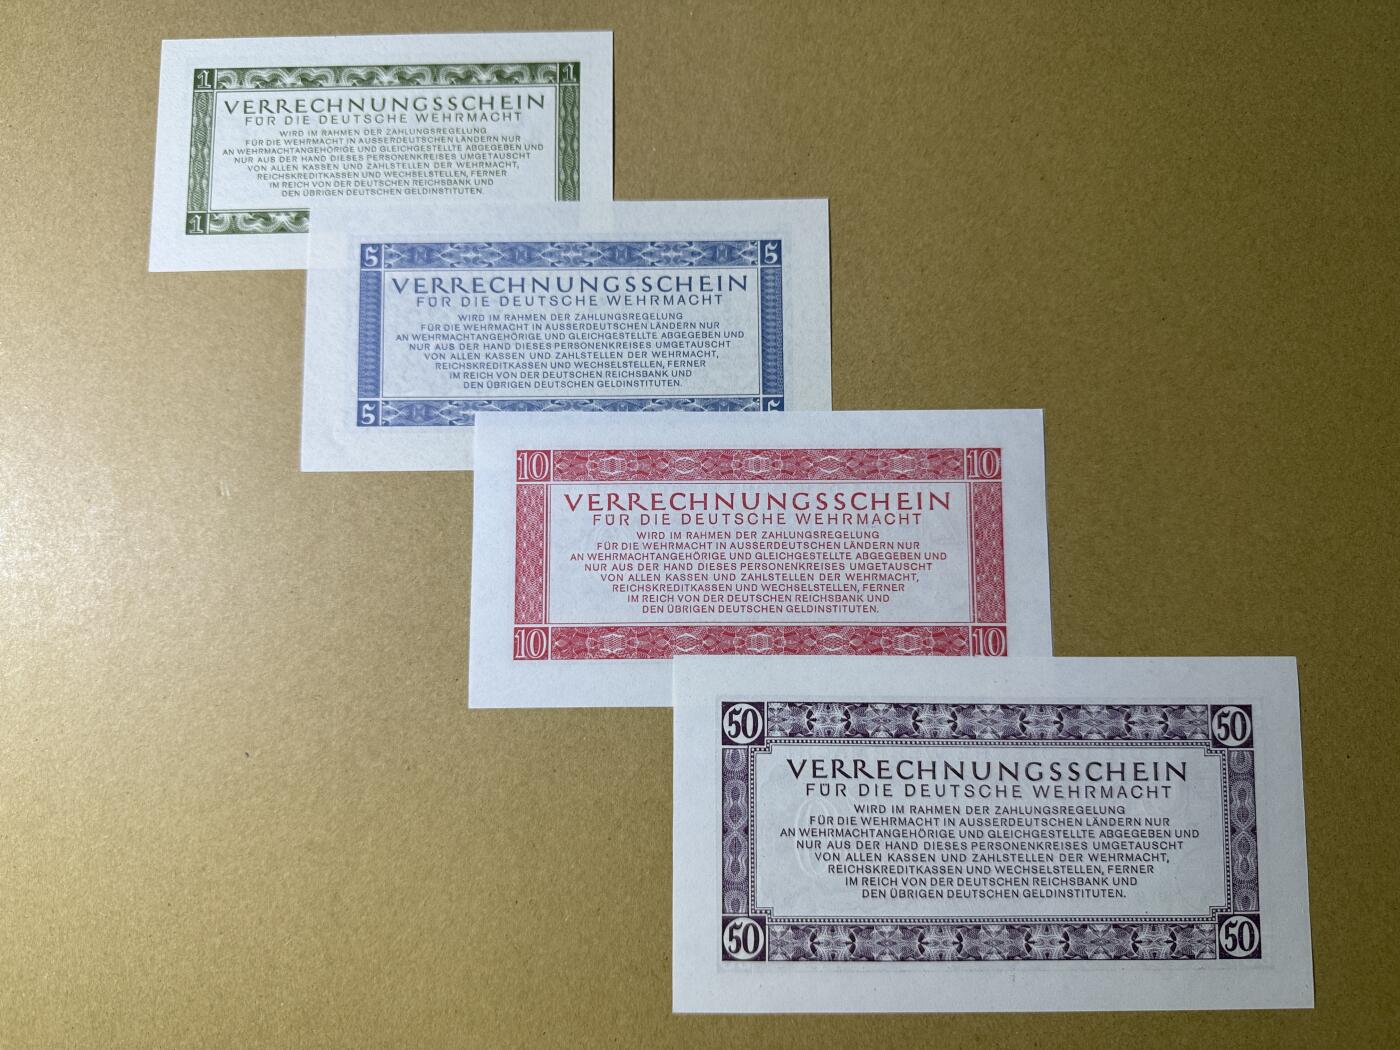 1 1
VERRECHNUNGSSCHEIN
FÜR DIE DEUTSCHE WEHRMACHT
WIRD IM RAHMEN DER ZAHLUNGSREGELUNG
FÜR DIE WEHRMACHT IN AUSSERDEUTSCHEN LÄNDERN NUR
AN WEHRMACHTANGEHÖRIGE UND GLEICHGESTELLTE ABGEGEBEN UND
NUR AUS DER HAND DIESES PERSONENKREISES UMGETAUSCHT
VON ALLEN KASSEN UND ZAHLSTELLEN DER WEHRMACHT,
REICHSKREDITKASSEN UND WECHSELSTELLEN, FERNER
IM REICH VON DER DEUTSCHEN REICHSBANK UND
DEN ÜBRIGEN DEUTSCHEN GELDINSTITUTEN.
1
5 5
VERRECHNUNGSSCHEIN
FÜR DIE DEUTSCHE WEHRMACHT
WIRD IM RAHMEN DER ZAHLUNGSREGELUNG
FÜR DIE WEHRMACHT IN AUSSERDEUTSCHEN LÄNDERN NUR
AN WEHRMACHTANGEHÖRIGE UND GLEICHGESTELLTE ABGEGEBEN UND
NUR AUS DER HAND DIESES PERSONENKREISES UMGETAUSCHT
VON ALLEN KASSEN UND ZAHLSTELLEN DER WEHRMACHT,
REICHSKREDITKASSEN UND WECHSELSTELLEN, FERNER
IM REICH VON DER DEUTSCHEN REICHSBANK UND
DEN ÜBRIGEN DEUTSCHEN GELDINSTITUTEN.
5 5
10 10
VERRECHNUNGSSCHEIN
FÜR DIE DEUTSCHE WEHRMACHT
WIRD IM RAHMEN DER ZAHLUNGSREGELUNG
FÜR DIE WEHRMACHT IN AUSSERDEUTSCHEN LÄNDERN NUR
AN WEHRMACHTANGEHÖRIGE UND GLEICHGESTELLTE ABGEGEBEN UND
NUR AUS DER HAND DIESES PERSONENKREISES UMGETAUSCHT
VON ALLEN KASSEN UND ZAHLSTELLEN DER WEHRMACHT,
REICHSKREDITKASSEN UND WECHSELSTELLEN, FERNER
IM REICH VON DER DEUTSCHEN REICHSBANK UND
DEN ÜBRIGEN DEUTSCHEN GELDINSTITUTEN.
10 10
50 50
VERRECHNUNGSSCHEIN
FÜR DIE DEUTSCHE WEHRMACHT
WIRD IM RAHMEN DER ZAHLUNGSREGELUNG
FÜR DIE WEHRMACHT IN AUSSERDEUTSCHEN LÄNDERN NUR
AN WEHRMACHTANGEHÖRIGE UND GLEICHGESTELLTE ABGEGEBEN UND
NUR AUS DER HAND DIESES PERSONENKREISES UMGETAUSCHT
VON ALLEN KASSEN UND ZAHLSTELLEN DER WEHRMACHT,
REICHSKREDITKASSEN UND WECHSELSTELLEN, FERNER
IM REICH VON DER DEUTSCHEN REICHSBANK UND
DEN ÜBRIGEN DEUTSCHEN GELDINSTITUTEN.
50 50